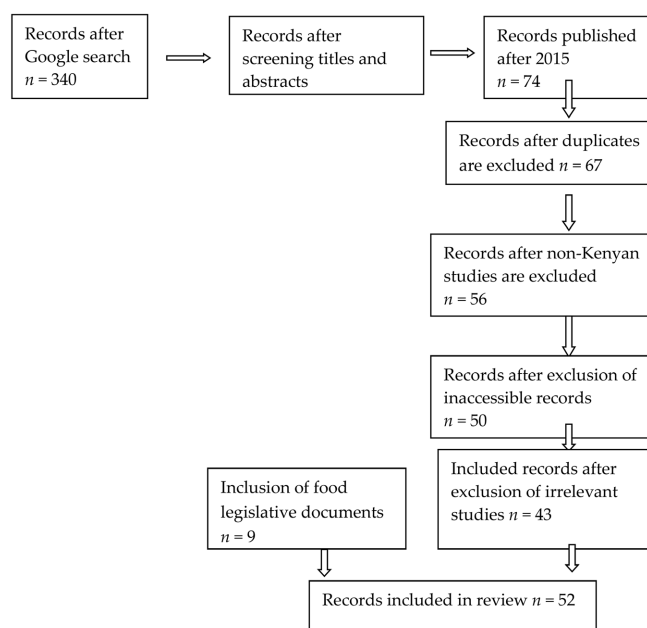 Records after
Google search
n = 340
Records after
screening titles and
abstracts
Records published
after 2015
n = 74
Records after duplicates
are excluded n = 67
Records after non-Kenyan
studies are excluded
n = 56
Records after exclusion of
inaccessible records
n = 50
Included records after
exclusion of irrelevant
studies n = 43
Inclusion of food
legislative documents
n = 9
Records included in review n = 52